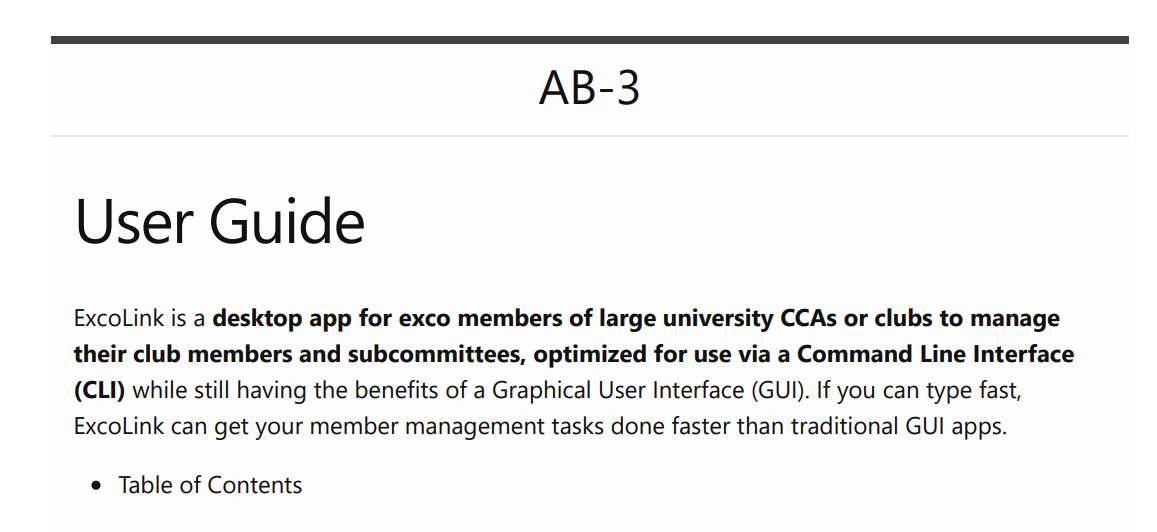 AB-3
User Guide
ExcoLink is a desktop app for exco members of large university CCAs or clubs to manage
their club members and subcommittees, optimized for use via a Command Line Interface
(CLI) while still having the benefits of a Graphical User Interface (GUI). If you can type fast,
ExcoLink can get your member management tasks done faster than traditional GUI apps.
• Table of Contents